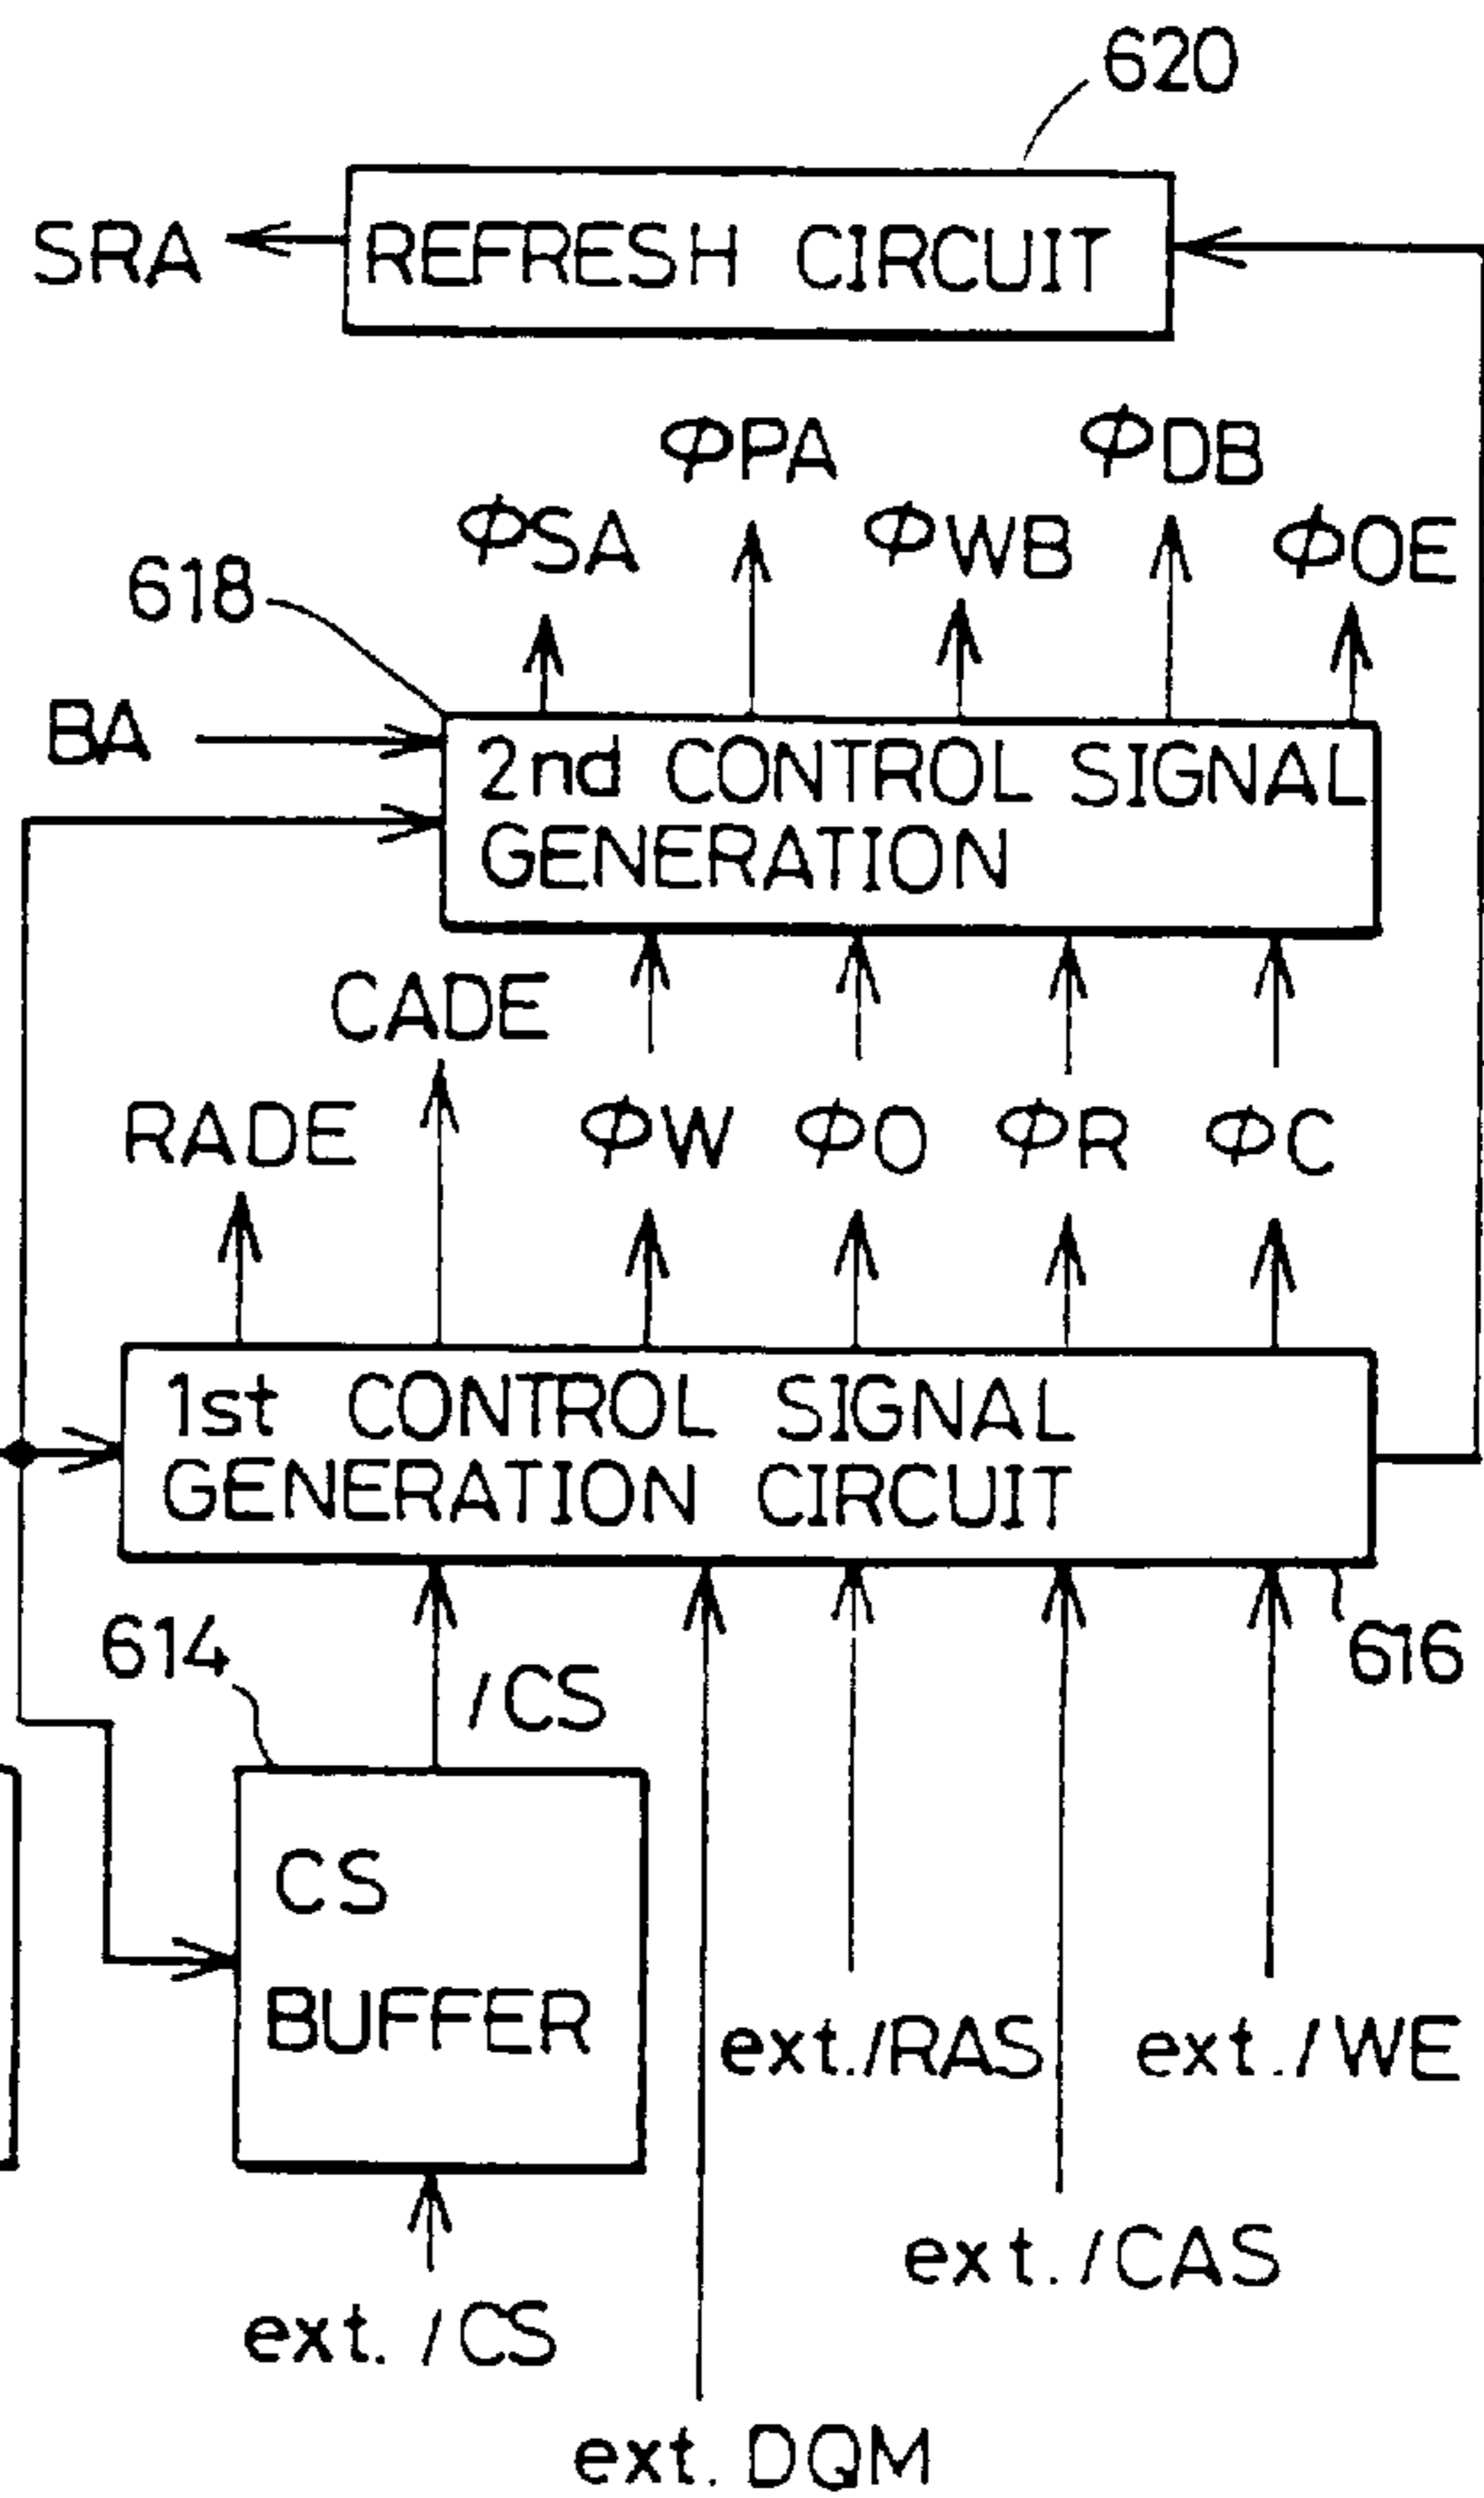 620
SRA
REFRESH CIRCUIT
ΦPA
ΦDB
ΦSA
ΦWB
ΦOE
618
BA
2nd CONTROL SIGNAL
GENERATION
CADE
RADE
ΦW
ΦO
ΦR
ΦC
1st CONTROL SIGNAL
GENERATION CIRCUIT
614
/CS
616
CS
BUFFER
ext./RAS
ext./WE
ext./CAS
ext. /CS
ext. DQM